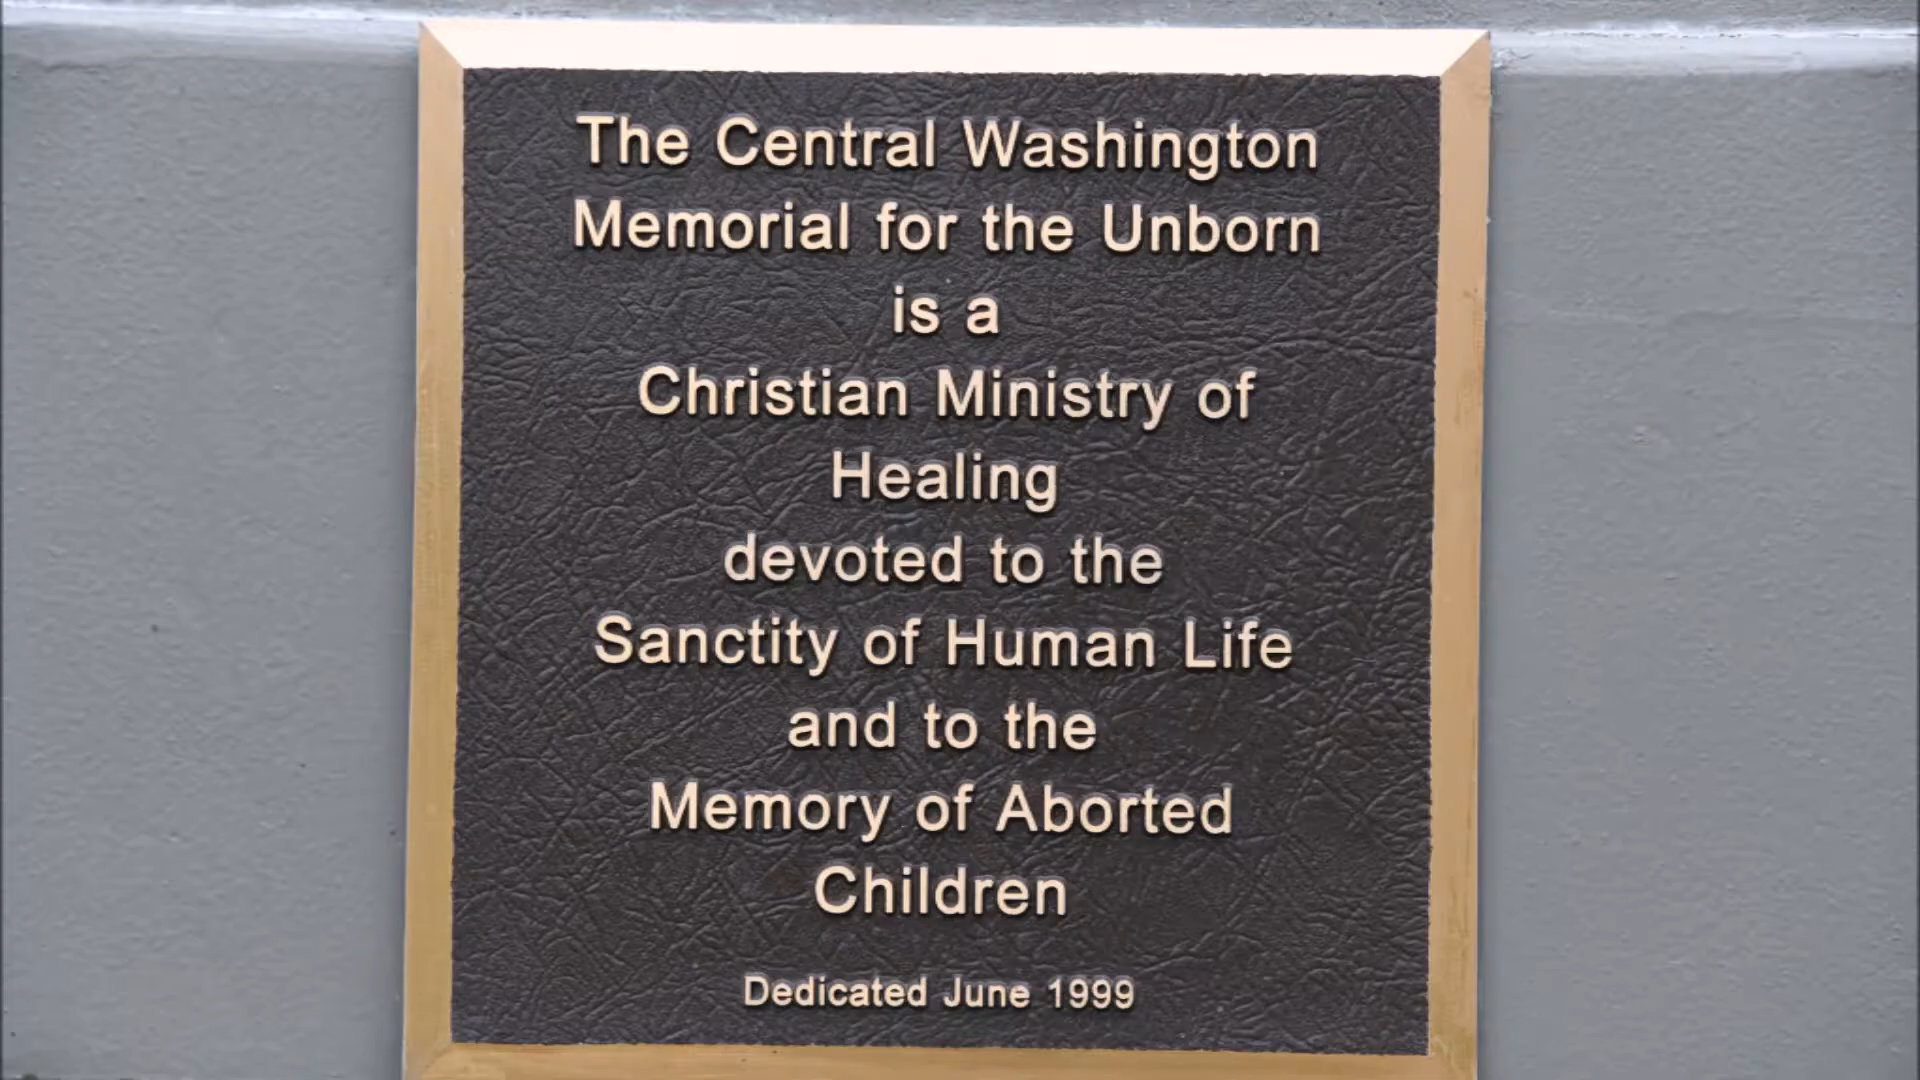 The Central Washington
Memorial for the Unborn
is a
Christian Ministry of
Healing
devoted to the
Sanctity of Human Life
and to the
Memory of Aborted
Children
Dedicated June 1999